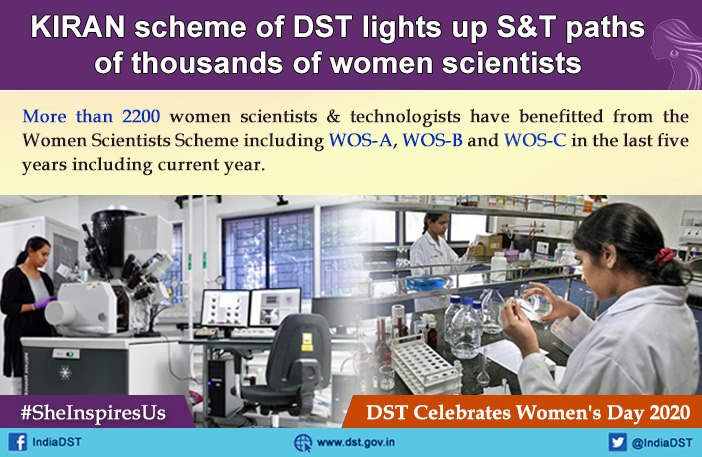 KIRAN scheme of DST lights up S&T paths
of thousands of women scientists
More than 2200 women scientists & technologists have benefitted from the
Women Scientists Scheme including WOS-A, WOS-B and WOS-C in the last five
years including current year.
#SheInspiresUs
DST Celebrates Women's Day 2020
IndiaDST
www.dst.gov.in
@IndiaDST